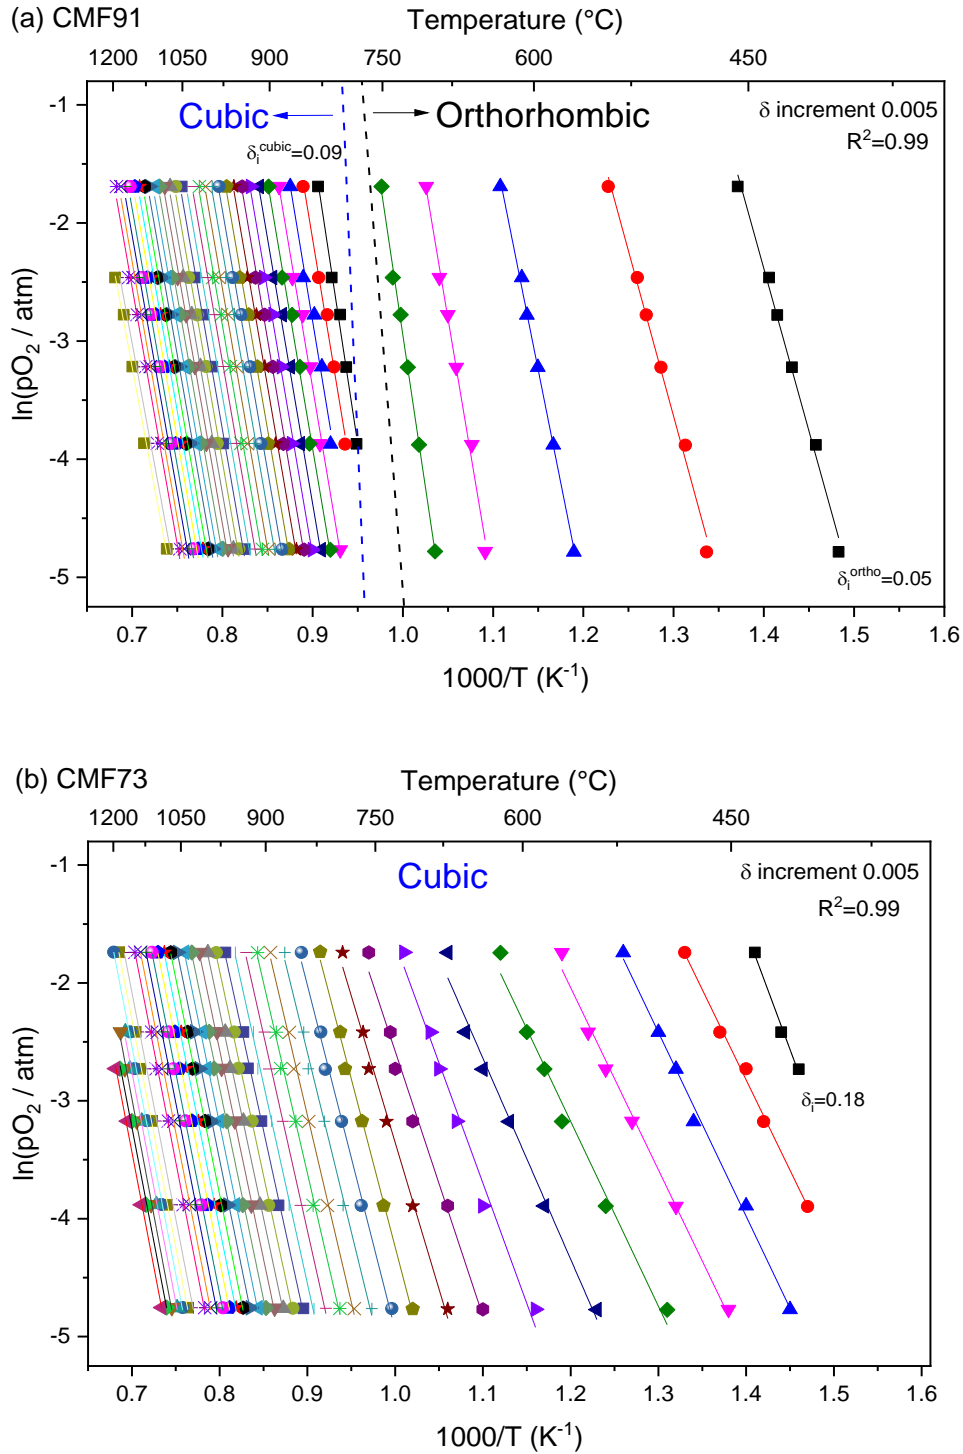 (a) CMF91
Temperature (°C)
1200 1050 900 750 600 450
Cubic
Orthorhombic
δ increment 0.005
R²=0.99
δᵢᶜᵘᵇⁱᶜ=0.09
-1
-2
-3
-4
-5
ln(pO₂ / atm)
δᵢᵒʳᵗʰᵒ=0.05
0.7 0.8 0.9 1.0 1.1 1.2 1.3 1.4 1.5 1.6
1000/T (K⁻¹)
(b) CMF73
Temperature (°C)
1200 1050 900 750 600 450
Cubic
δ increment 0.005
R²=0.99
-1
-2
-3
-4
-5
ln(pO₂ / atm)
δᵢ=0.18
0.7 0.8 0.9 1.0 1.1 1.2 1.3 1.4 1.5 1.6
1000/T (K⁻¹)